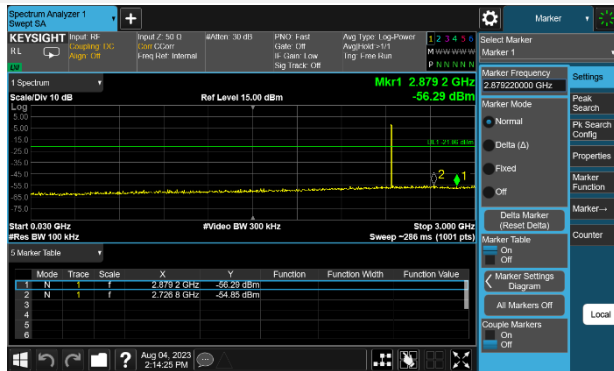 Spectrum Analyzer 1
Swept SA
Marker
KEYSIGHT Input: RF Input Z: 50 Ω #Atten: 30 dB PNO: Fast Avg Type: Log-Power 1 2 3 4 5 6
RL Coupling: DC Corr CCorr Gate: Off Avg|Hold:>1/1 M W W W W W
Align: Off Freq Ref: Internal IF Gain: Low Trig: Free Run
Sig Track: Off P N N N N N
Select Marker
Marker 1
1 Spectrum
Mkr1 2.879 2 GHz
Scale/Div 10 dB Ref Level 15.00 dBm -56.29 dBm
Log
5.00
-5.00
-15.0
-25.0
-35.0
-45.0
-55.0
-65.0
-75.0
DL1 -21.86 dBm
2 1
Start 0.030 GHz #Video BW 300 kHz Stop 3.000 GHz
#Res BW 100 kHz Sweep ~286 ms (1001 pts)
5 Marker Table
Mode Trace Scale X Y Function Function Width Function Value
1 N 1 f 2.879 2 GHz -56.29 dBm
2 N 1 f 2.726 8 GHz -54.85 dBm
3
4
5
6
Aug 04, 2023
2:14:25 PM
?
Marker Frequency
2.879220000 GHz
Marker Mode
Normal
Delta (Δ)
Fixed
Off
Delta Marker
(Reset Delta)
Marker Table
On
Off
Marker Settings
Diagram
All Markers Off
Couple Markers
On
Off
Settings
Peak
Search
Pk Search
Config
Properties
Marker
Function
Marker→
Counter
Local